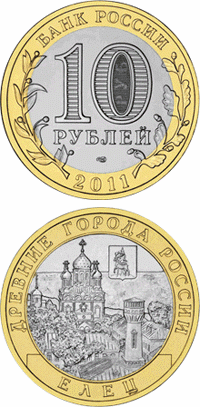 БАНК РОССИИ
10
РУБЛЕЙ
2011
ДРЕВНИЕ ГОРОДА РОССИИ
ЕЛЕЦ